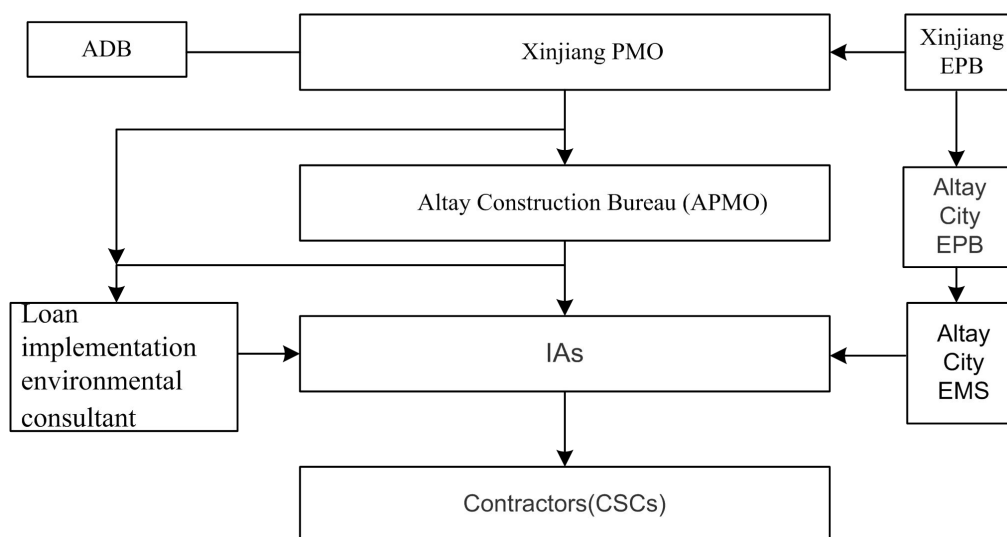 ADB
Xinjiang PMO
Xinjiang
EPB
Altay Construction Bureau (APMO)
Altay
City
EPB
Loan
implementation
environmental
consultant
IAs
Altay
City
EMS
Contractors(CSCs)